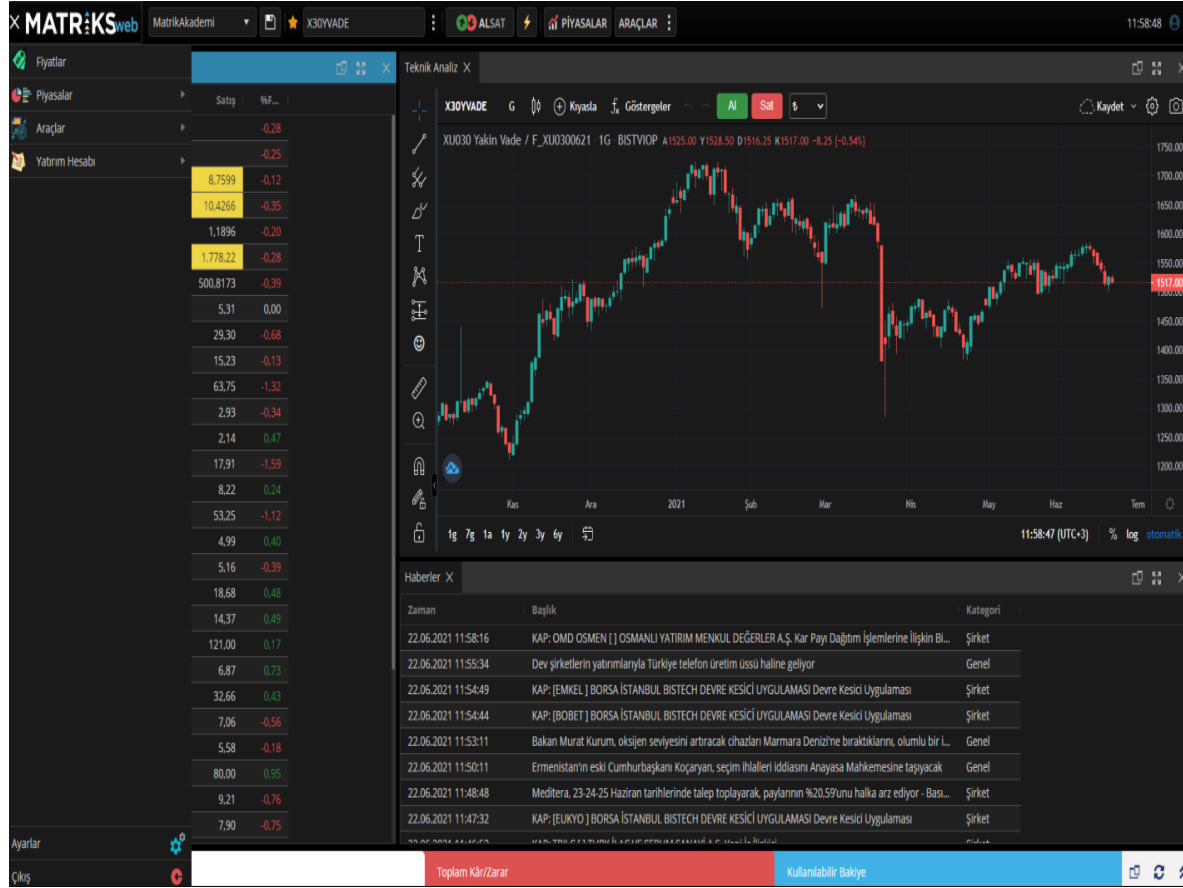 MATRİKSweb MatrikAkademi X30YVADE ALSAT PİYASALAR ARAÇLAR 11:58:48
Fiyatlar
Piyasalar
Araçlar
Yatırım Hesabı
Ayarlar
Çıkış
Satış %F...
-0,28
-0,25
8,7599 -0,12
10,4266 -0,35
1,1896 -0,20
1.778,22 -0,28
500,8173 -0,39
5,31 0,00
29,30 -0,68
15,23 -0,13
63,75 -1,32
2,93 -0,34
2,14 0,47
17,91 -1,59
8,22 0,24
53,25 -1,12
4,99 0,40
5,16 -0,39
18,68 0,48
14,37 0,49
121,00 0,17
6,87 0,73
32,66 0,43
7,06 -0,56
5,58 -0,18
80,00 0,95
9,21 -0,76
7,90 -0,75
Teknik Analiz
X30YVADE G Kıyasla Göstergeler Al Sat ₺ Kaydet
XU030 Yakin Vade / F_XU0300621 · 1G · BISTVIOP A1525.00 Y1528.50 D1516.25 K1517.00 -8.25 (-0.54%)
1750.00
1700.00
1650.00
1600.00
1550.00
1517.00
1500.00
1450.00
1400.00
1350.00
1300.00
1250.00
1200.00
Kas Ara 2021 Şub Mar Nis May Haz Tem
1g 7g 1a 1y 2y 3y 6y 11:58:47 (UTC+3) % log otomatik
Haberler
Zaman Başlık Kategori
22.06.2021 11:58:16 KAP: OMD OSMEN [ ] OSMANLI YATIRIM MENKUL DEĞERLER A.Ş. Kar Payı Dağıtım İşlemlerine İlişkin Bi... Şirket
22.06.2021 11:55:34 Dev şirketlerin yatırımlarıyla Türkiye telefon üretim üssü haline geliyor Genel
22.06.2021 11:54:49 KAP: [EMKEL ] BORSA İSTANBUL BISTECH DEVRE KESİCİ UYGULAMASI Devre Kesici Uygulaması Şirket
22.06.2021 11:54:44 KAP: [BOBET ] BORSA İSTANBUL BISTECH DEVRE KESİCİ UYGULAMASI Devre Kesici Uygulaması Şirket
22.06.2021 11:53:11 Bakan Murat Kurum, oksijen seviyesini artıracak cihazları Marmara Denizi'ne bıraktıklarını, olumlu bir i... Genel
22.06.2021 11:50:11 Ermenistan'ın eski Cumhurbaşkanı Koçaryan, seçim ihlalleri iddiasını Anayasa Mahkemesine taşıyacak Genel
22.06.2021 11:48:48 Meditera, 23-24-25 Haziran tarihlerinde talep toplayarak, paylarının %20,59'unu halka arz ediyor - Bası... Şirket
22.06.2021 11:47:32 KAP: [EUKYO ] BORSA İSTANBUL BISTECH DEVRE KESİCİ UYGULAMASI Devre Kesici Uygulaması Şirket
Toplam Kâr/Zarar
Kullanılabilir Bakiye